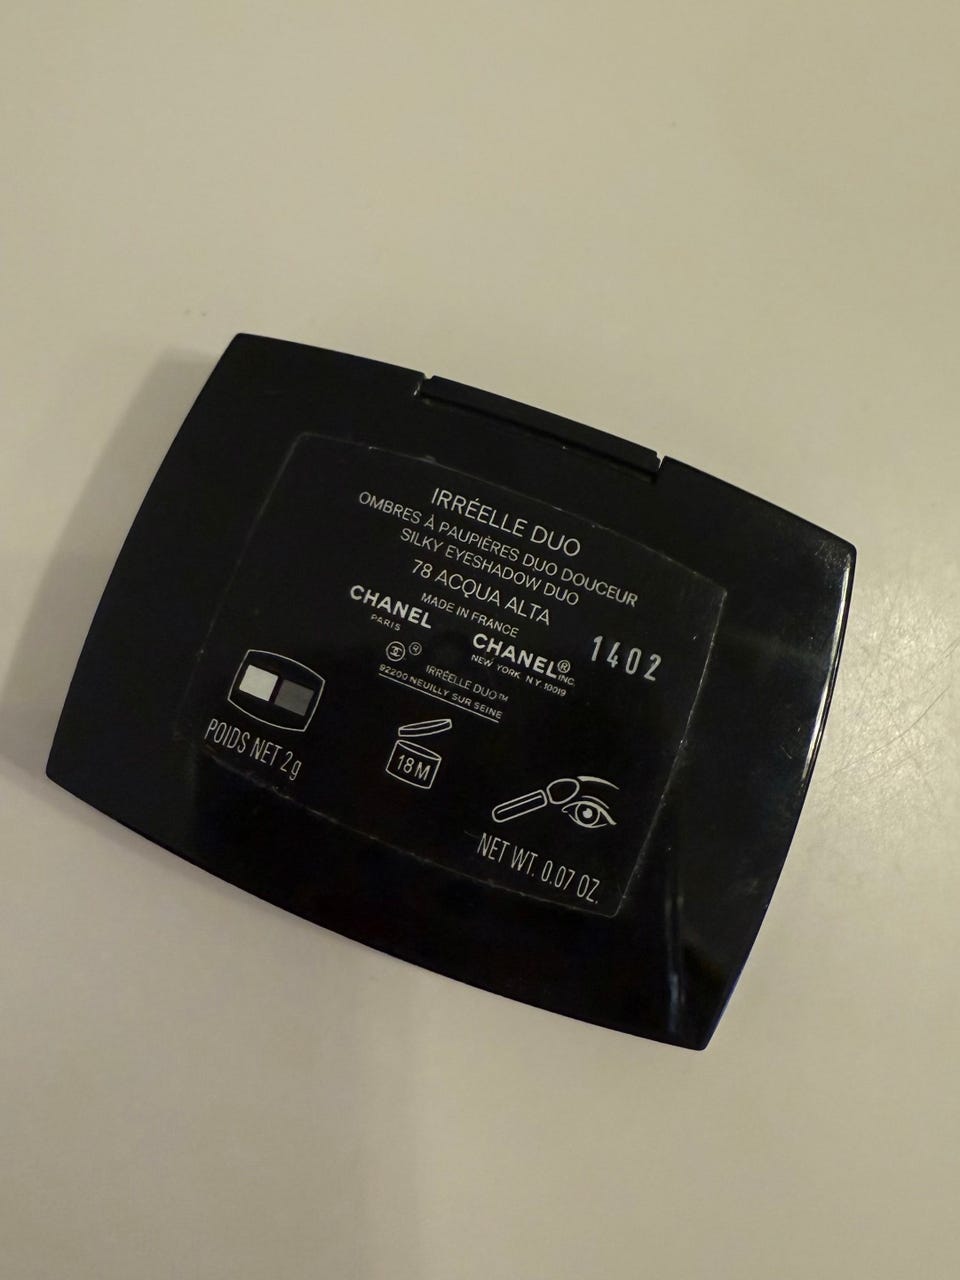 IRRÉELLE DUO
OMBRES À PAUPIÈRES DUO DOUCEUR
SILKY EYESHADOW DUO
78 ACQUA ALTA
MADE IN FRANCE
CHANEL
PARIS
CHANEL® INC.
NEW YORK N.Y. 10019
1402
®
IRRÉELLE DUO™
92200 NEUILLY SUR SEINE
POIDS NET 2g
18M
NET WT. 0.07 OZ.